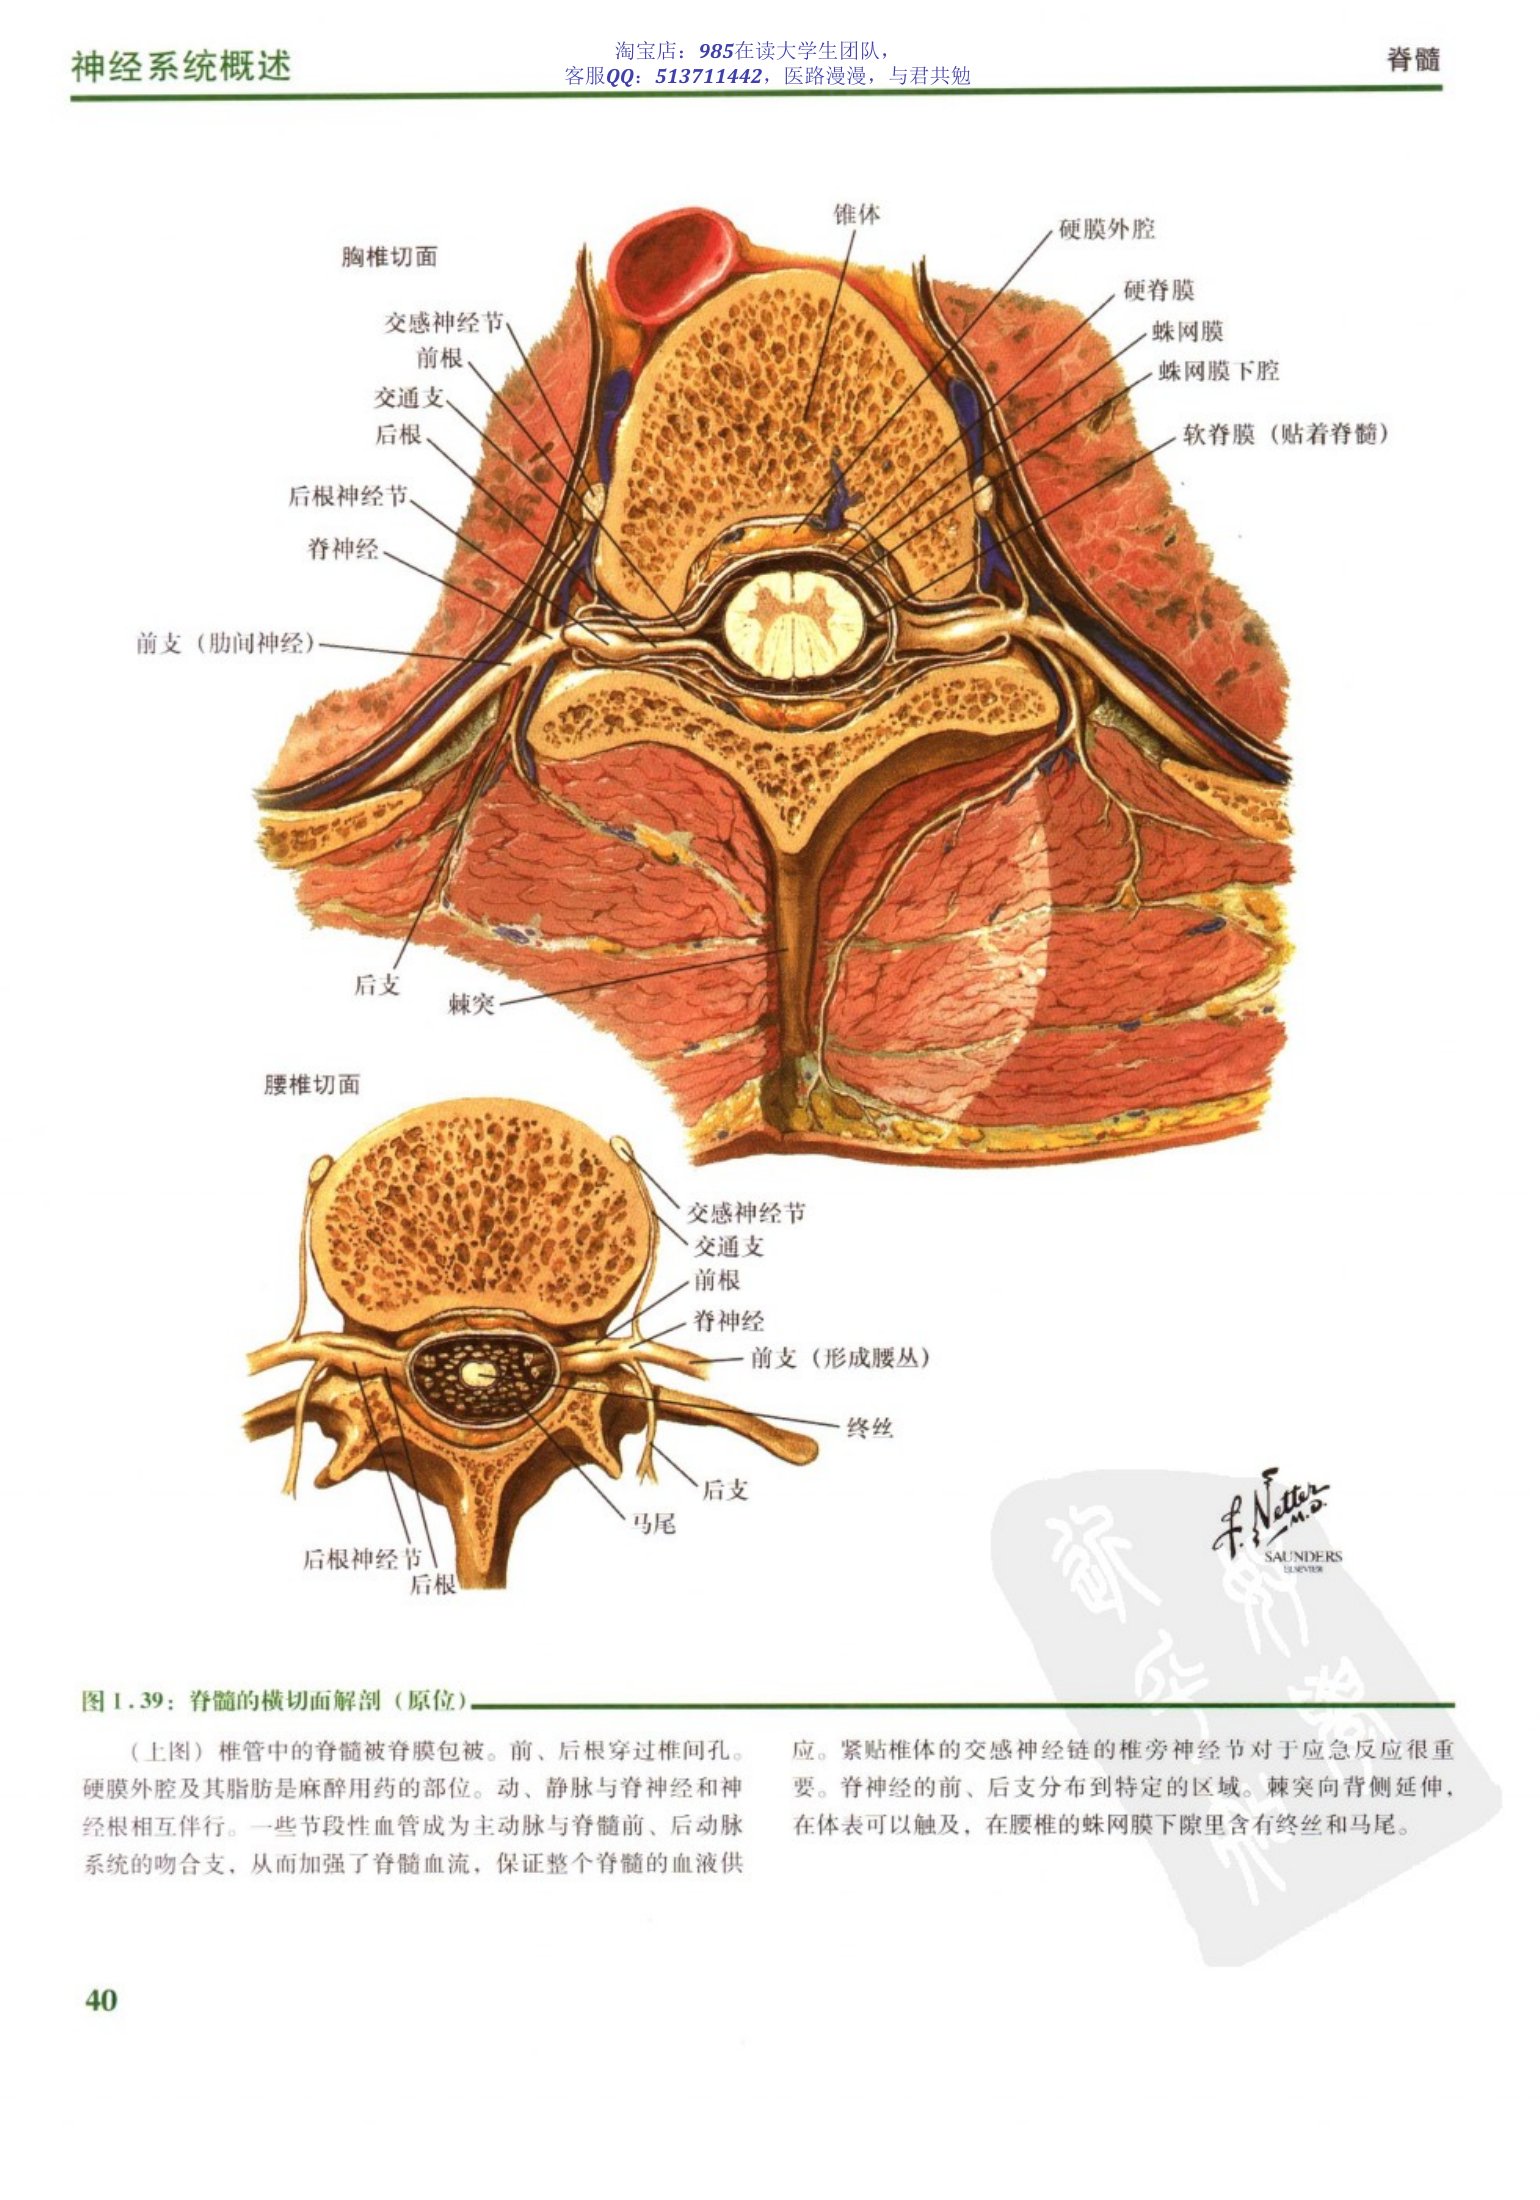 神经系统概述
淘宝店：985在读大学生团队，
客服QQ：513711442，医路漫漫，与君共勉
脊髓
胸椎切面
锥体
硬膜外腔
硬脊膜
蛛网膜
蛛网膜下腔
软脊膜（贴着脊髓）
交感神经节
前根
交通支
后根
后根神经节
脊神经
前支（肋间神经）
后支
棘突
腰椎切面
交感神经节
交通支
前根
脊神经
前支（形成腰丛）
终丝
后支
马尾
后根神经节
后根
F. Netter
M.D.
SAUNDERS
ELSEVIER
图 1.39：脊髓的横切面解剖（原位）
（上图）椎管中的脊髓被脊膜包被。前、后根穿过椎间孔。
硬膜外腔及其脂肪是麻醉用药的部位。动、静脉与脊神经和神
经根相互伴行。一些节段性血管成为主动脉与脊髓前、后动脉
系统的吻合支，从而加强了脊髓血流，保证整个脊髓的血液供
应。紧贴椎体的交感神经链的椎旁神经节对于应急反应很重
要。脊神经的前、后支分布到特定的区域。棘突向背侧延伸，
在体表可以触及，在腰椎的蛛网膜下隙里含有终丝和马尾。
40